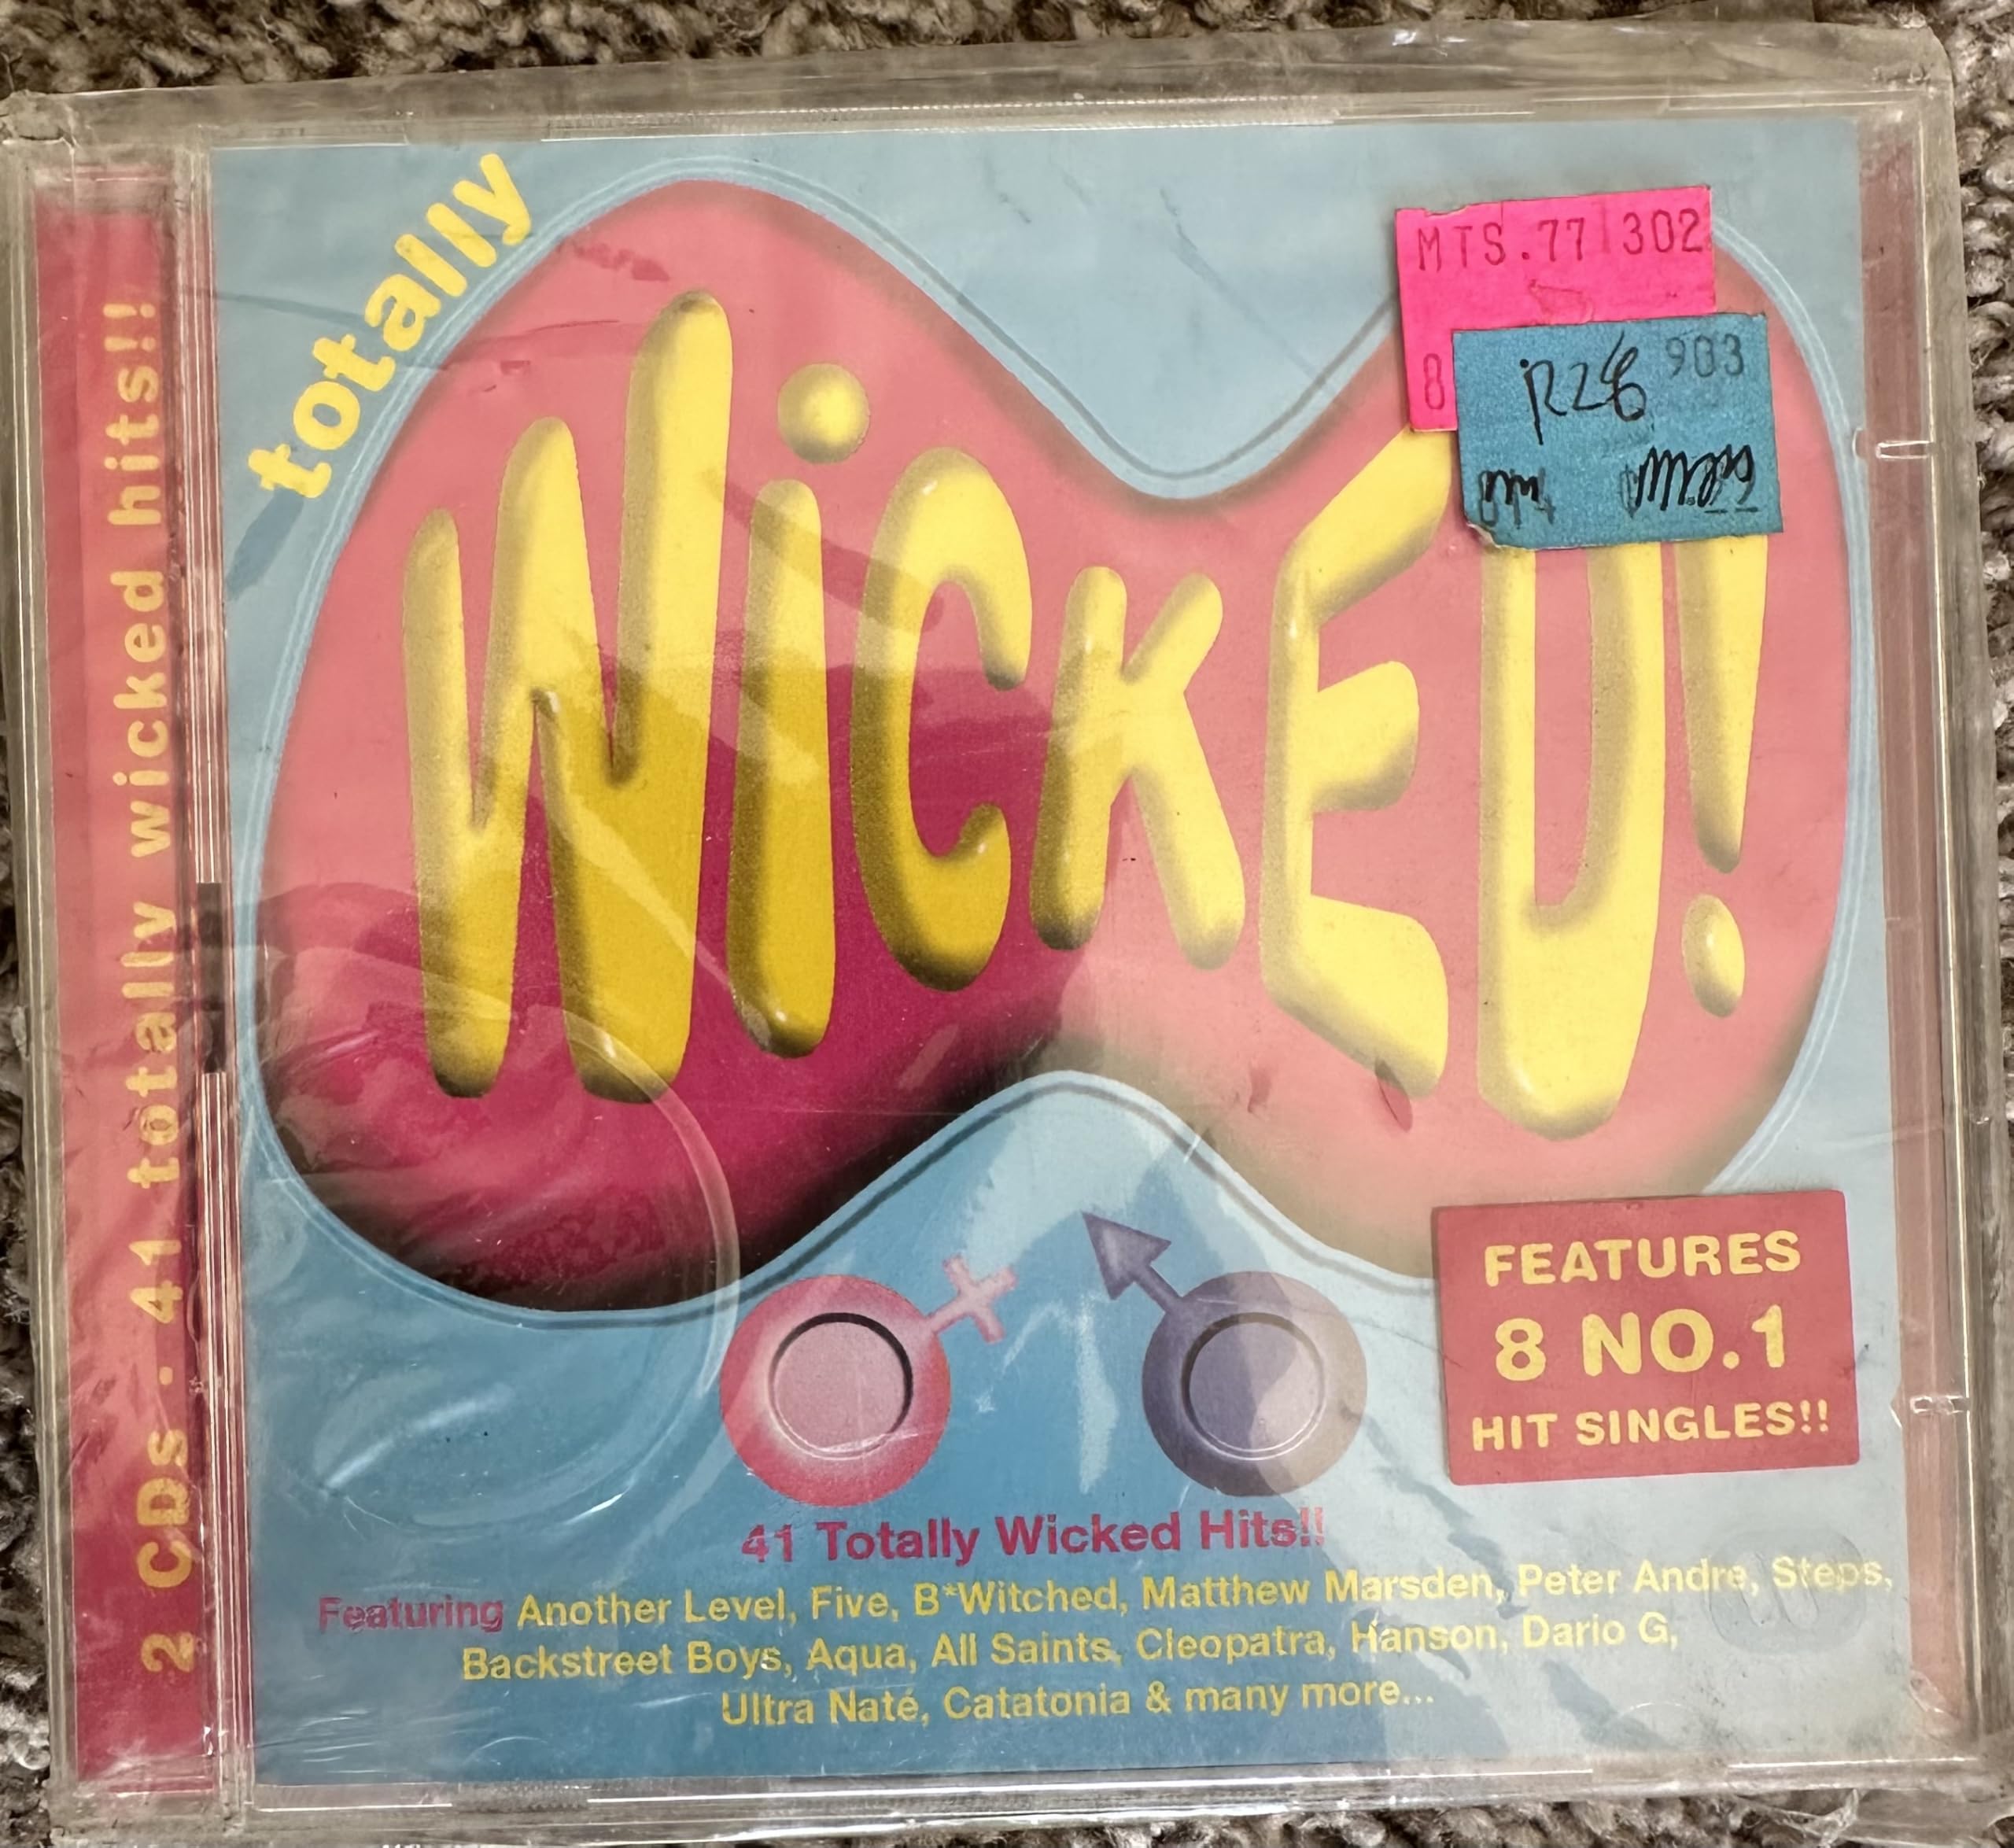 2 CDs · 41 totally wicked hits!!
totally
WiCKED!
MTS.77 302
8
903
FEATURES
8 NO.1
HIT SINGLES!!
41 Totally Wicked Hits!!
Featuring Another Level, Five, B*Witched, Matthew Marsden, Peter Andre, Steps,
Backstreet Boys, Aqua, All Saints, Cleopatra, Hanson, Dario G,
Ultra Naté, Catatonia & many more...